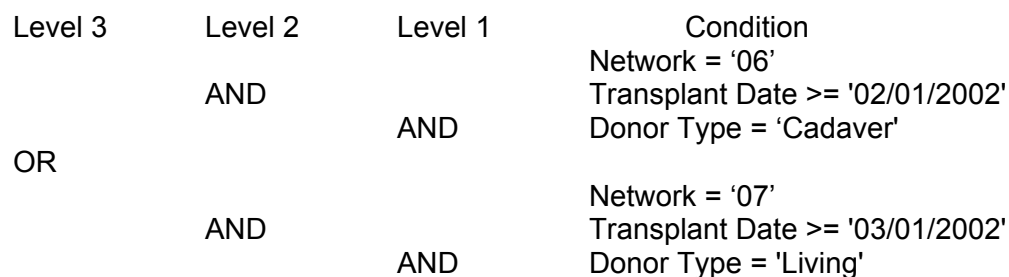 Level 3 Level 2 Level 1 Condition
Network = ‘06’
AND Transplant Date >= '02/01/2002'
AND Donor Type = ‘Cadaver'
OR
Network = ‘07’
AND Transplant Date >= '03/01/2002'
AND Donor Type = 'Living'